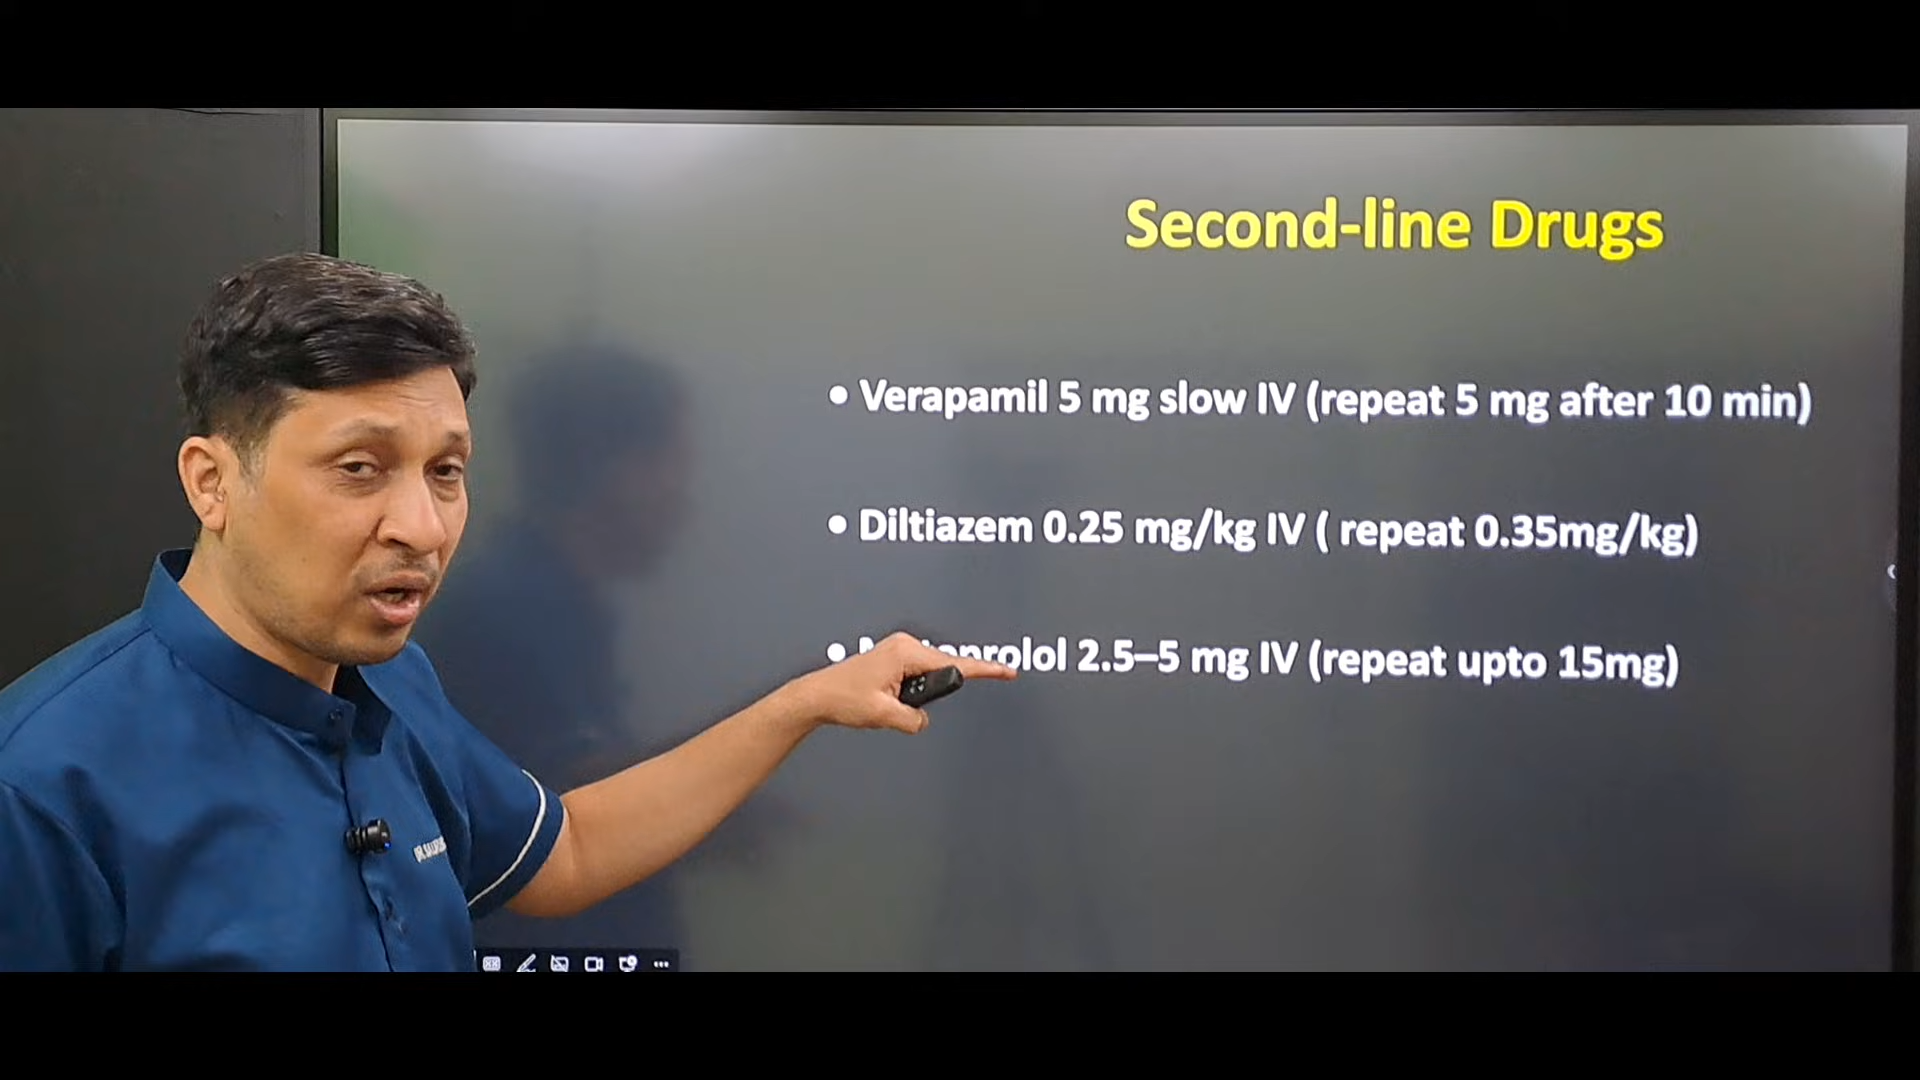 Second-line Drugs
• Verapamil 5 mg slow IV (repeat 5 mg after 10 min)
• Diltiazem 0.25 mg/kg IV ( repeat 0.35mg/kg)
• 2.5–5 mg IV (repeat upto 15mg)